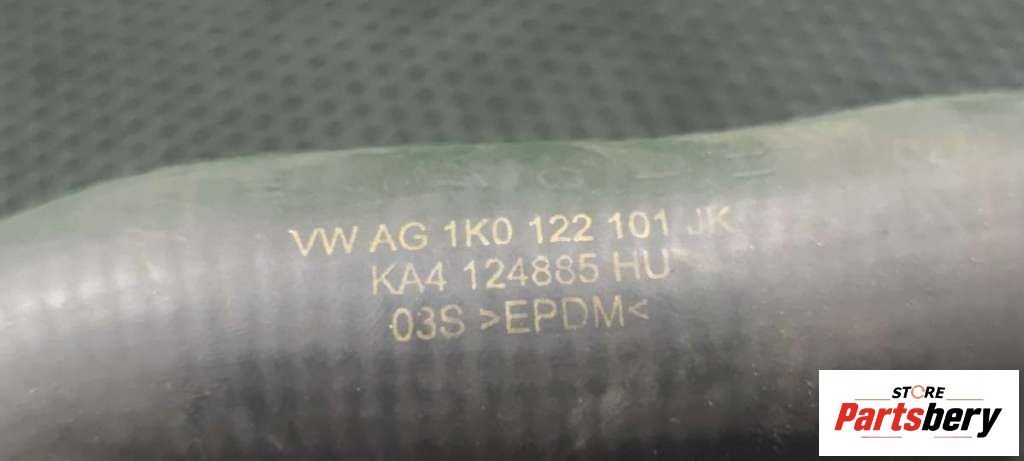 VW AG 1K0 122 101 JK
KA4 124885 HU
03S >EPDM<
STORE
Partsbery